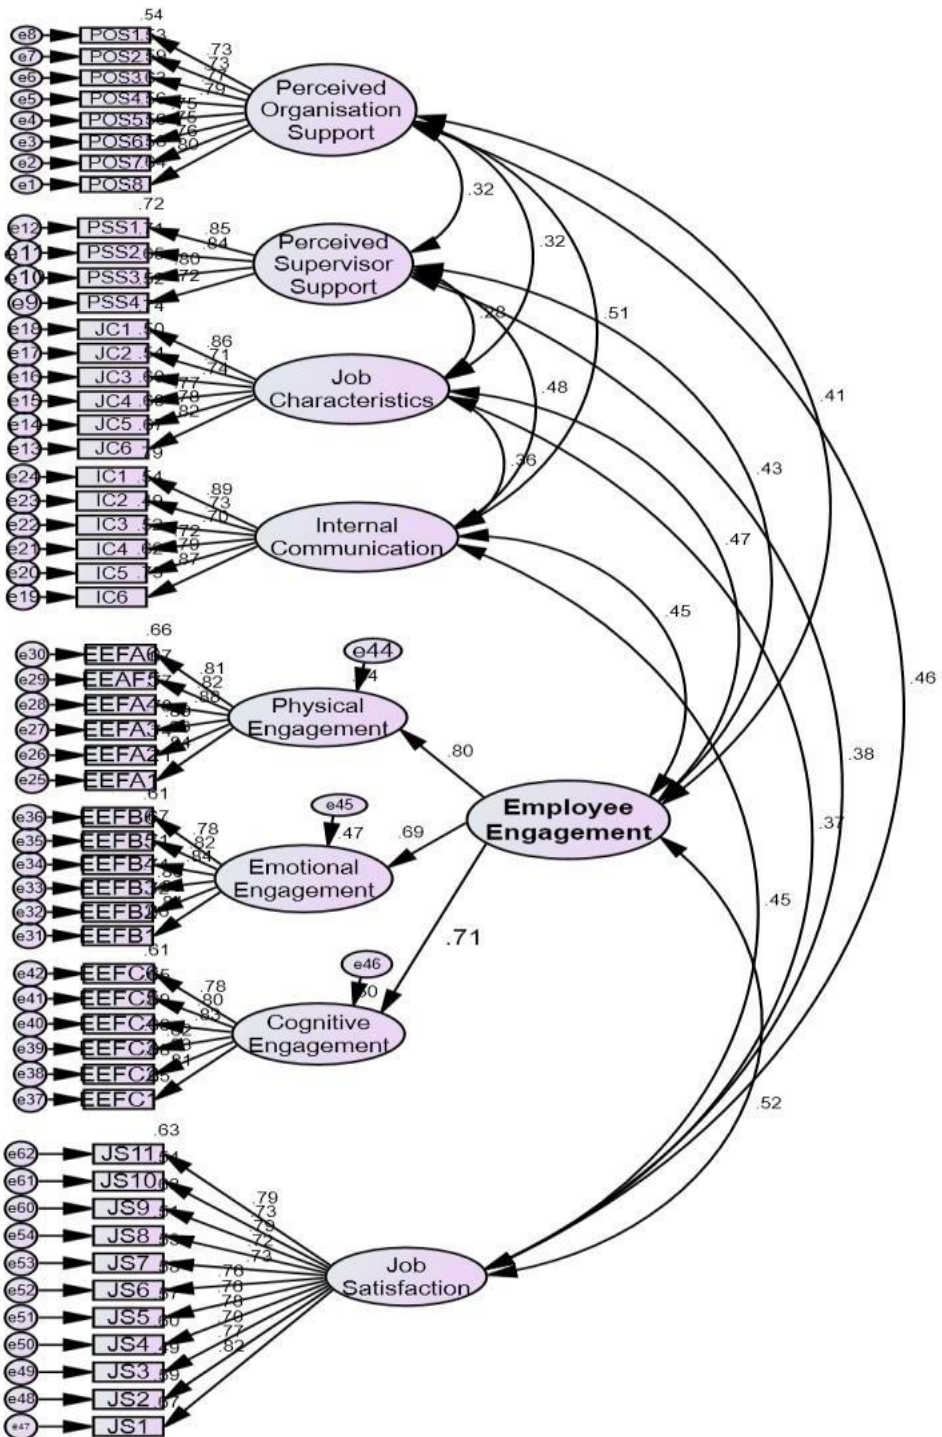 .54
e8 POS1
e7 POS2
e6 POS3
e5 POS4
e4 POS5
e3 POS6
e2 POS7
e1 POS8
.73
.73
.77
.79
.80
Perceived
Organisation
Support
.72
e12 PSS1
e11 PSS2
e10 PSS3
e9 PSS4
.85
.84
.80
.72
Perceived
Supervisor
Support
.32
.32
.51
.28
.48
.41
.43
.36
.47
.45
.46
.38
.37
.45
.52
e18 JC1
e17 JC2
e16 JC3
e15 JC4
e14 JC5
e13 JC6
.86
.71
.74
.77
.78
.82
Job
Characteristics
.79
e24 IC1
e23 IC2
e22 IC3
e21 IC4
e20 IC5
e19 IC6
.89
.73
.70
.72
.79
.87
Internal
Communication
.66
e30
e29
e28 EEFA4
e27 EEFA3
e26 EEFA2
e25 EEFA1
.81
.82
.88
e44
Physical
Engagement
.80
Employee
Engagement
.61
e36 EEFB6
e35 EEFB5
e34 EEFB4
e33 EEFB3
e32 EEFB2
e31 EEFB1
.78
.82
.84
e45
.47
Emotional
Engagement
.69
.71
.61
e42 EEFC6
e41 EEFC5
e40 EEFC4
e39 EEFC3
e38 EEFC2
e37 EEFC1
.78
.80
.83
.81
e46
Cognitive
Engagement
.63
e62 JS11
e61 JS10
e60 JS9
e54 JS8
e53 JS7
e52 JS6
e51 JS5
e50 JS4
e49 JS3
e48 JS2
e47 JS1
.79
.73
.79
.72
.73
.78
.77
.82
Job
Satisfaction